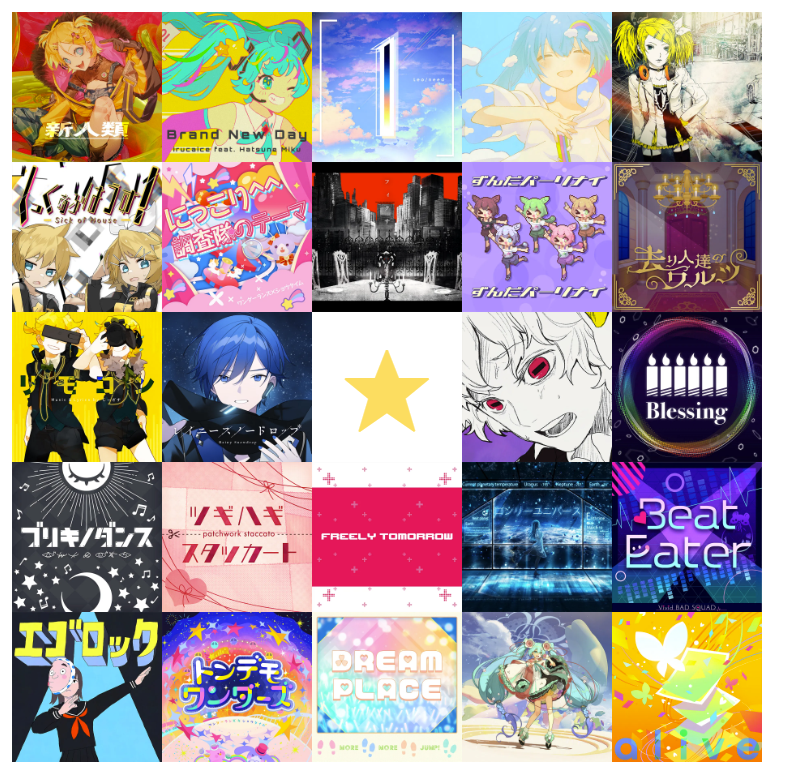 新人類
Brand New Day
irucaice feat. Hatsune Miku
1
Sick of House
にっこり^^
調査隊のテーマ
ずんだパーリナイ
ずんだパーリナイ
去り人達の
ワルツ
リモコン
レイニースノードロップ
Rainy Snowdrop
Blessing
ブリキノダンス
ツギハギ
patchwork staccato
スタッカート
FREELY TOMORROW
ロンリーユニバース
Beat
Eater
Vivid BAD SQUAD
エゴロック
トンデモ
ワンダーズ
DREAM
PLACE
MORE MORE JUMP!
alive